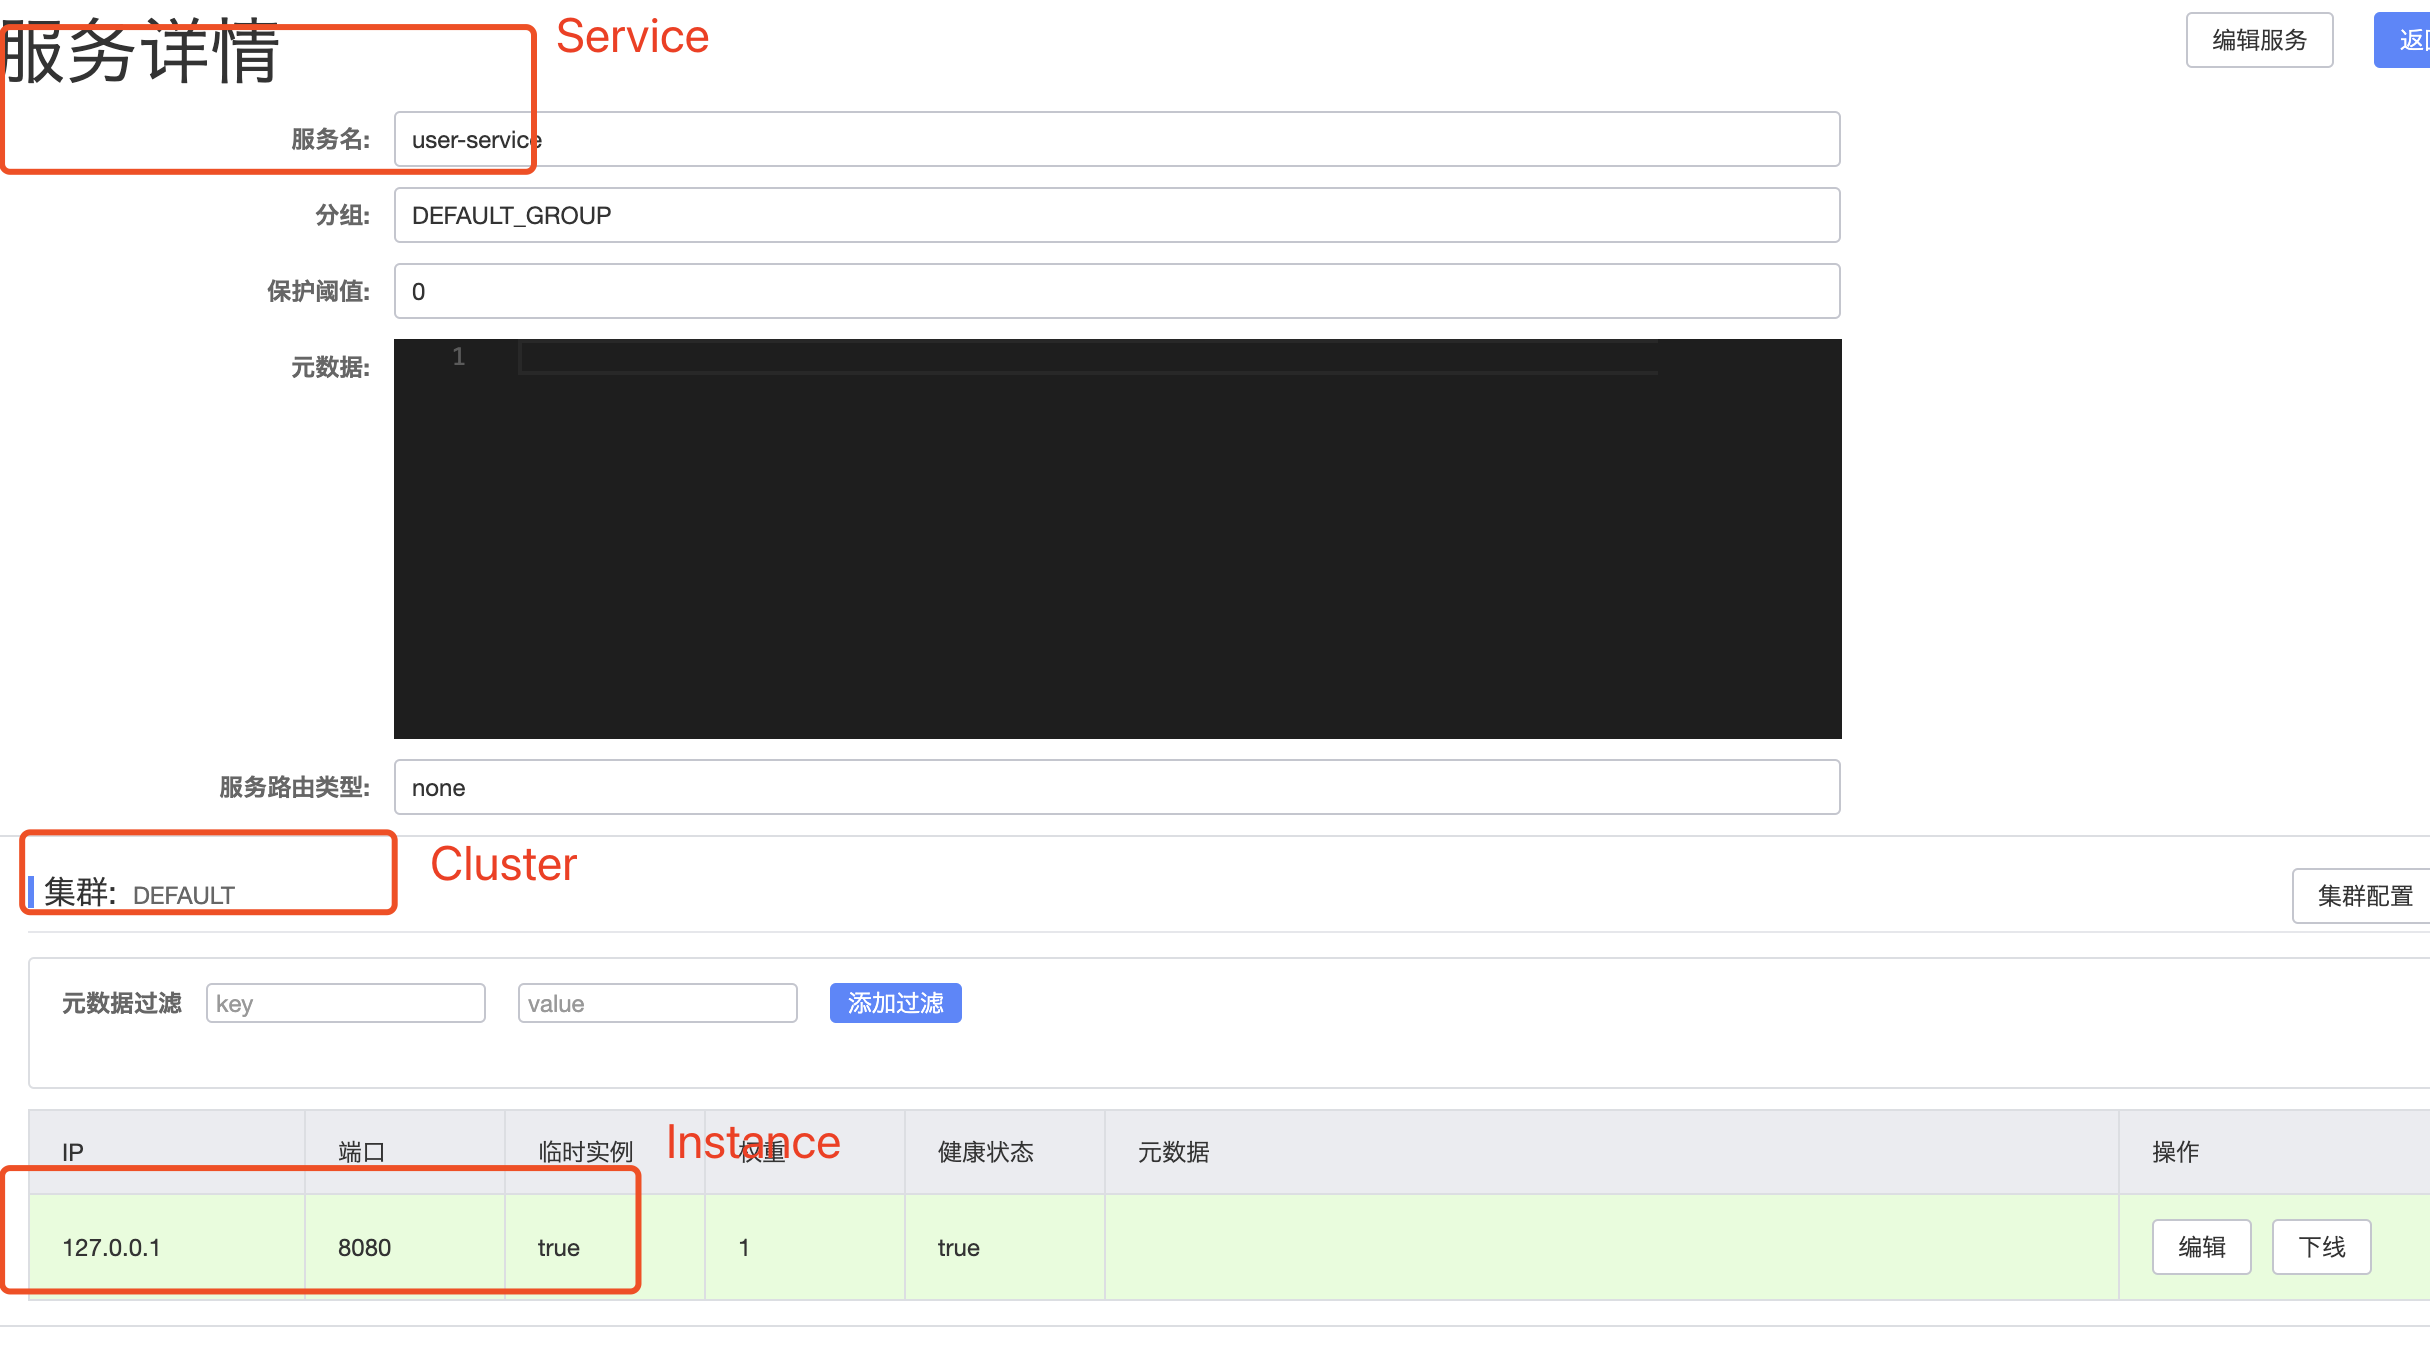 服务详情
Service
编辑服务
服务名:
user-service
分组:
DEFAULT_GROUP
保护阈值:
0
元数据:
1
服务路由类型:
none
集群: DEFAULT
Cluster
集群配置
元数据过滤
key
value
添加过滤
IP
端口
临时实例
Instance
权重
健康状态
元数据
操作
127.0.0.1
8080
true
1
true
编辑
下线